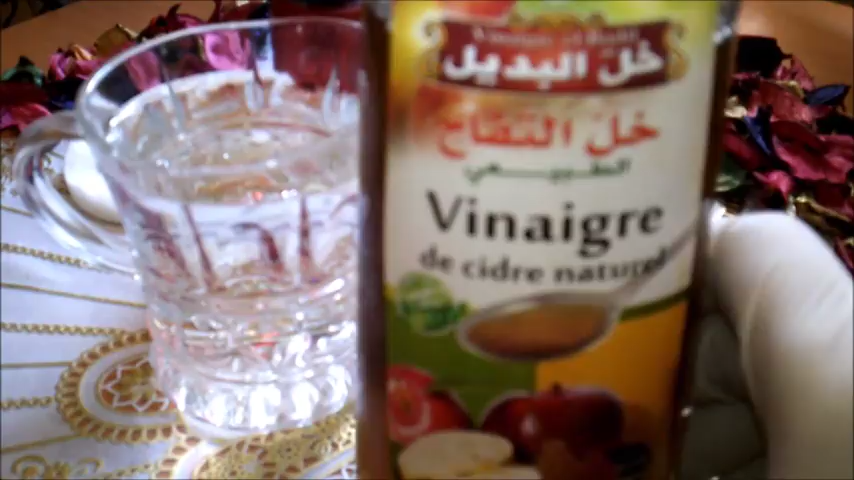 خلّ البديل
خلّ التفاح
الطبيعي
Vinaigre
de cidre naturel